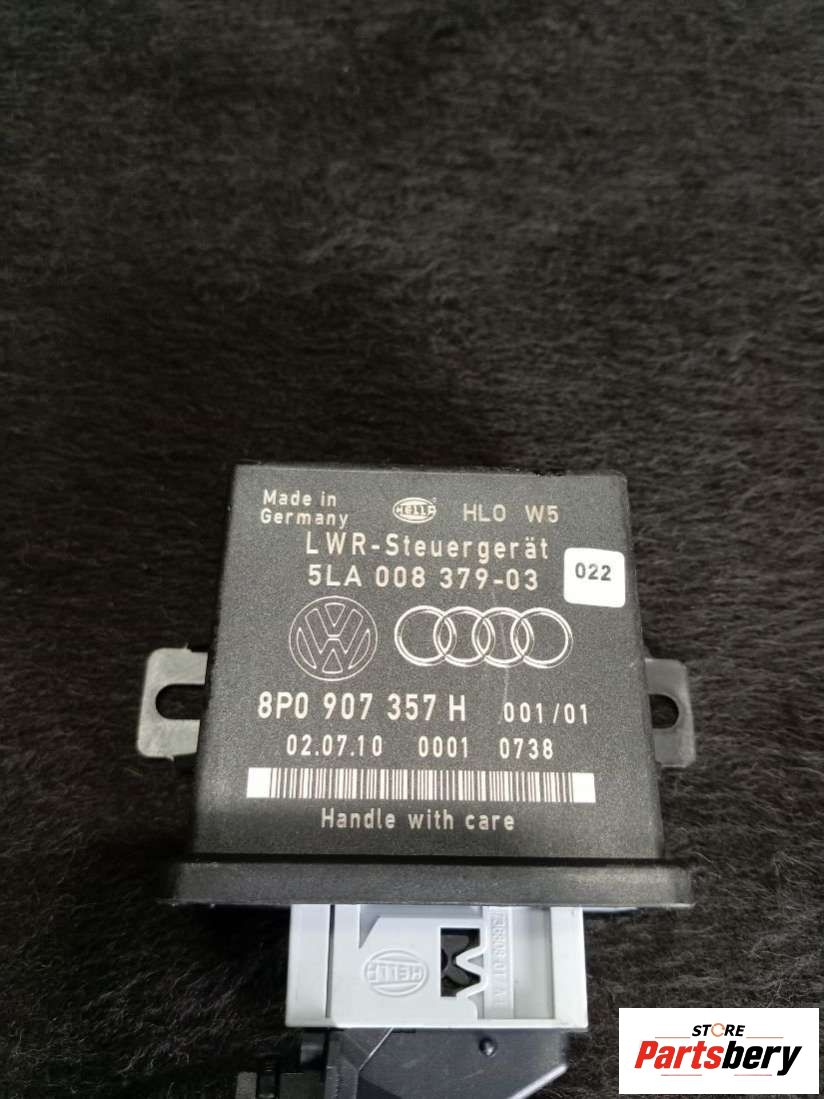 Made in
Germany
HELLA
HLO W5
LWR-Steuergerät
5LA 008 379-03
022
8P0 907 357 H 001/01
02.07.10 0001 0738
Handle with care
HELLA
STORE
Partsbery